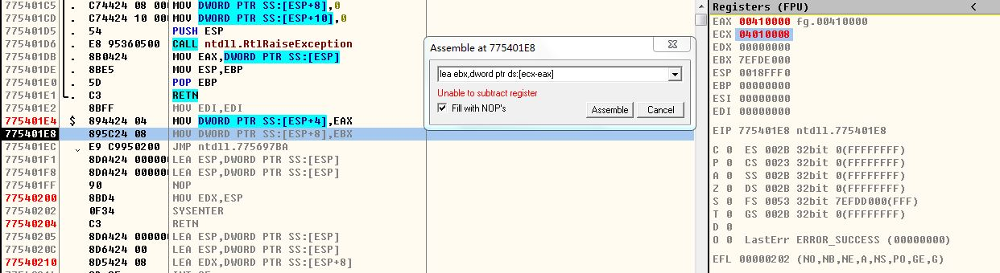 775401C5 . C74424 08 000 MOV DWORD PTR SS:[ESP+8],0
775401CD . C74424 10 000 MOV DWORD PTR SS:[ESP+10],0
775401D5 . 54 PUSH ESP
775401D6 . E8 95360500 CALL ntdll.RtlRaiseException
775401DB . 8B0424 MOV EAX,DWORD PTR SS:[ESP]
775401DE . 8BE5 MOV ESP,EBP
775401E0 . 5D POP EBP
775401E1 . C3 RETN
775401E2 8BFF MOV EDI,EDI
775401E4 $ 894424 04 MOV DWORD PTR SS:[ESP+4],EAX
775401E8 895C24 08 MOV DWORD PTR SS:[ESP+8],EBX
775401EC E9 C9950200 JMP ntdll.775697BA
775401F1 8DA424 000000 LEA ESP,DWORD PTR SS:[ESP]
775401F8 8DA424 000000 LEA ESP,DWORD PTR SS:[ESP]
775401FF 90 NOP
77540200 8BD4 MOV EDX,ESP
77540202 0F34 SYSENTER
77540204 C3 RETN
77540205 8DA424 000000 LEA ESP,DWORD PTR SS:[ESP]
7754020C 8D6424 00 LEA ESP,DWORD PTR SS:[ESP]
77540210 8D5424 08 LEA EDX,DWORD PTR SS:[ESP+8]
Assemble at 775401E8
lea ebx,dword ptr ds:[ecx-eax]
Unable to subtract register
Fill with NOP's
Assemble
Cancel
Registers (FPU) <
EAX 00410000 fg.00410000
ECX 04010008
EDX 00000000
EBX 7EFDE000
ESP 0018FFF0
EBP 00000000
ESI 00000000
EDI 00000000
EIP 775401E8 ntdll.775401E8
C 0 ES 002B 32bit 0(FFFFFFFF)
P 0 CS 0023 32bit 0(FFFFFFFF)
A 0 SS 002B 32bit 0(FFFFFFFF)
Z 0 DS 002B 32bit 0(FFFFFFFF)
S 0 FS 0053 32bit 7EFDD000(FFF)
T 0 GS 002B 32bit 0(FFFFFFFF)
D 0
O 0 LastErr ERROR_SUCCESS (00000000)
EFL 00000202 (NO,NB,NE,A,NS,PO,GE,G)